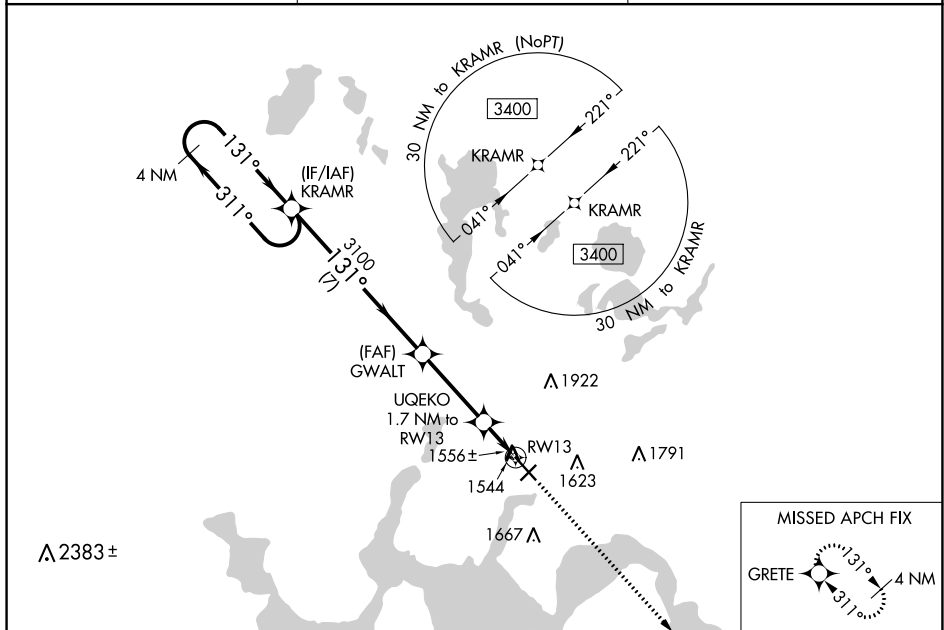 30 NM to KRAMR (NoPT)
3400
221°
KRAMR
041°
221°
KRAMR
041°
3400
30 NM to KRAMR
131°
4 NM
311°
(IF/IAF)
KRAMR
3100
131°
(7)
(FAF)
GWALT
1922
UQEKO
1.7 NM to
RW13
RW13
1556±
1544
1623
1791
1667
2383±
MISSED APCH FIX
131°
GRETE
4 NM
311°